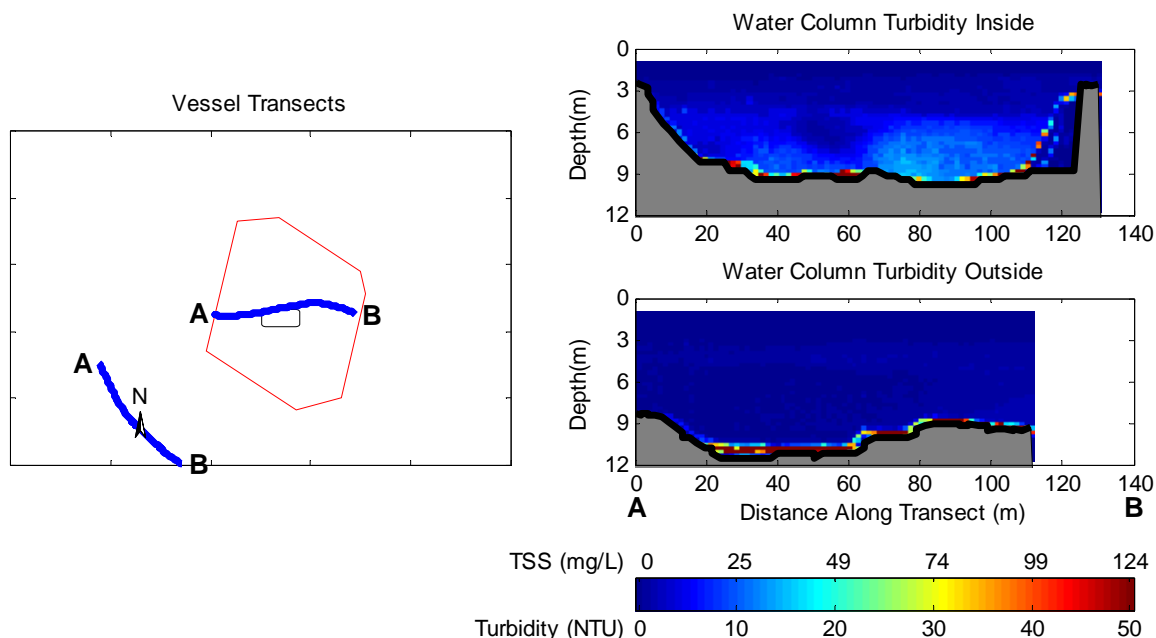 Vessel Transects
A
B
A
N
B
Water Column Turbidity Inside
0
3
6
9
12
Depth(m)
0 20 40 60 80 100 120 140
Water Column Turbidity Outside
0
3
6
9
12
Depth(m)
0 20 40 60 80 100 120 140
A Distance Along Transect (m) B
TSS (mg/L) 0 25 49 74 99 124
Turbidity (NTU) 0 10 20 30 40 50